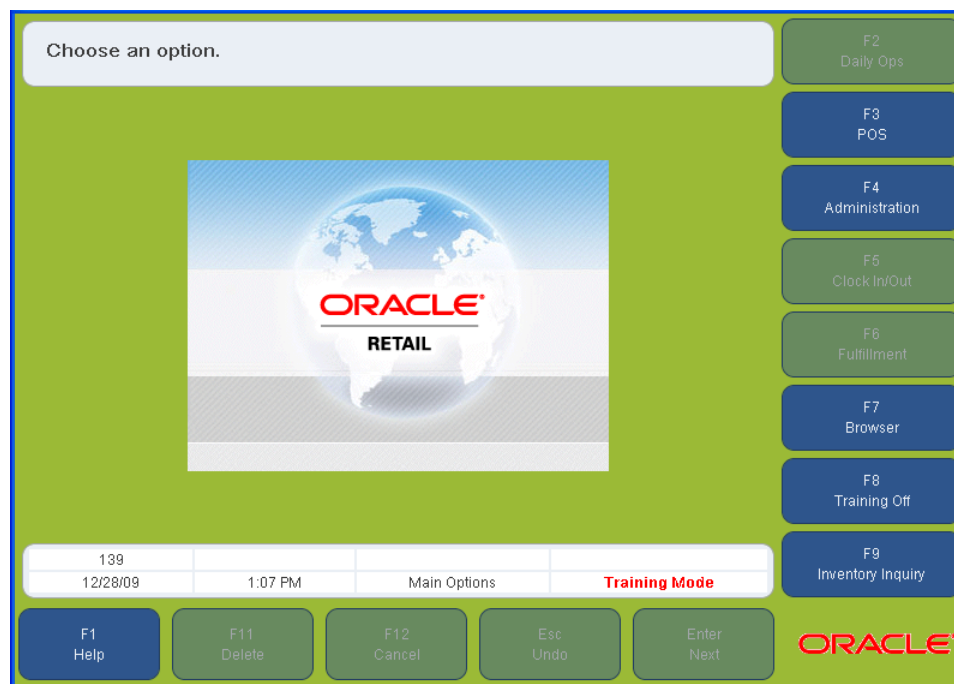 Choose an option.
F2
Daily Ops
F3
POS
F4
Administration
F5
Clock In/Out
F6
Fulfillment
F7
Browser
F8
Training Off
F9
Inventory Inquiry
ORACLE®
RETAIL
139
12/28/09 1:07 PM Main Options Training Mode
F1
Help
F11
Delete
F12
Cancel
Esc
Undo
Enter
Next
ORACLE